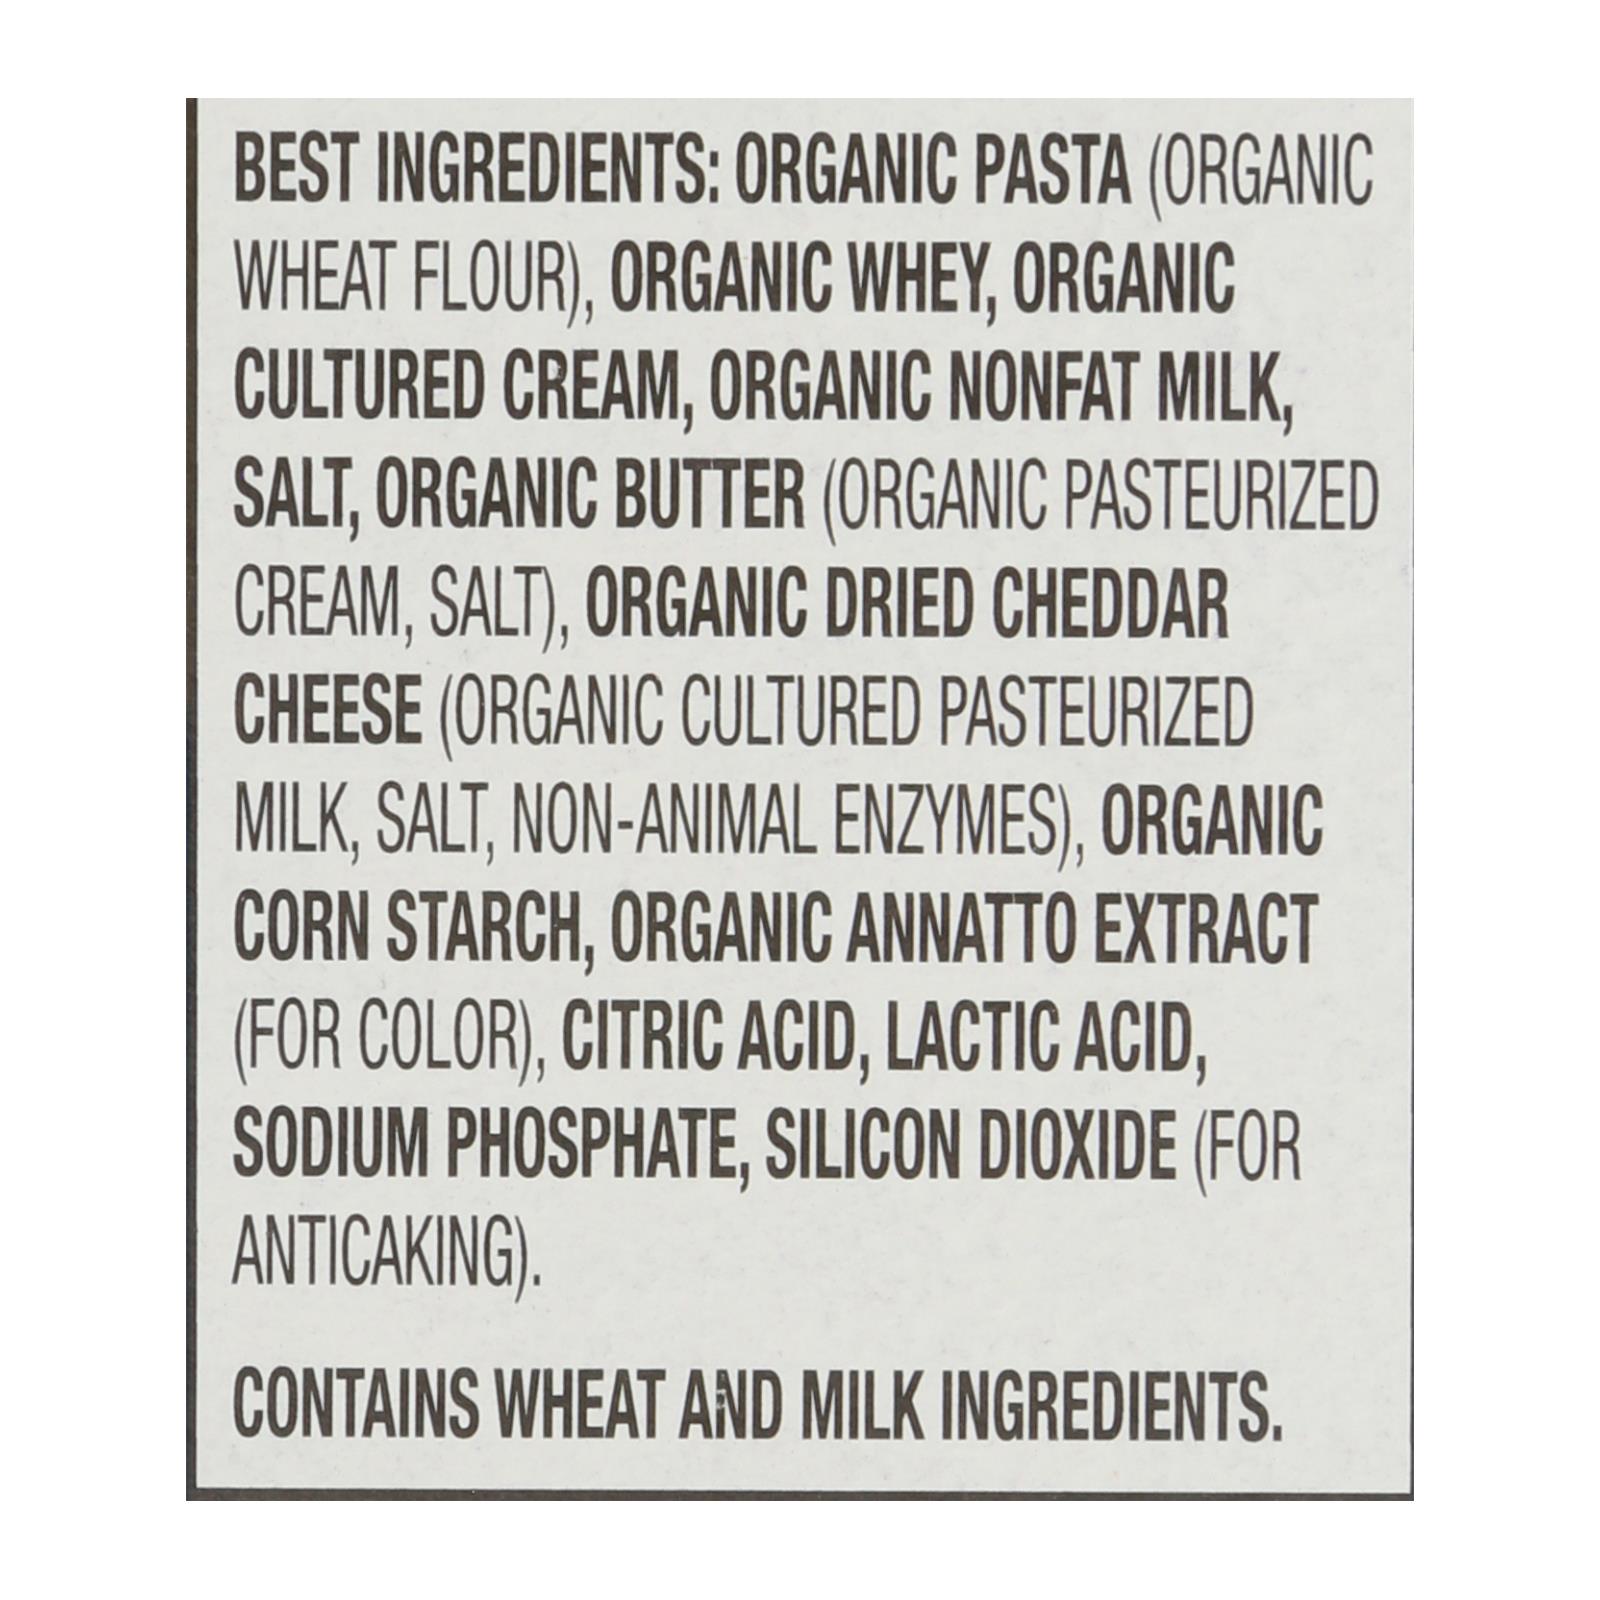 BEST INGREDIENTS: ORGANIC PASTA (ORGANIC
WHEAT FLOUR), ORGANIC WHEY, ORGANIC
CULTURED CREAM, ORGANIC NONFAT MILK,
SALT, ORGANIC BUTTER (ORGANIC PASTEURIZED
CREAM, SALT), ORGANIC DRIED CHEDDAR
CHEESE (ORGANIC CULTURED PASTEURIZED
MILK, SALT, NON-ANIMAL ENZYMES), ORGANIC
CORN STARCH, ORGANIC ANNATTO EXTRACT
(FOR COLOR), CITRIC ACID, LACTIC ACID,
SODIUM PHOSPHATE, SILICON DIOXIDE (FOR
ANTICAKING).
CONTAINS WHEAT AND MILK INGREDIENTS.